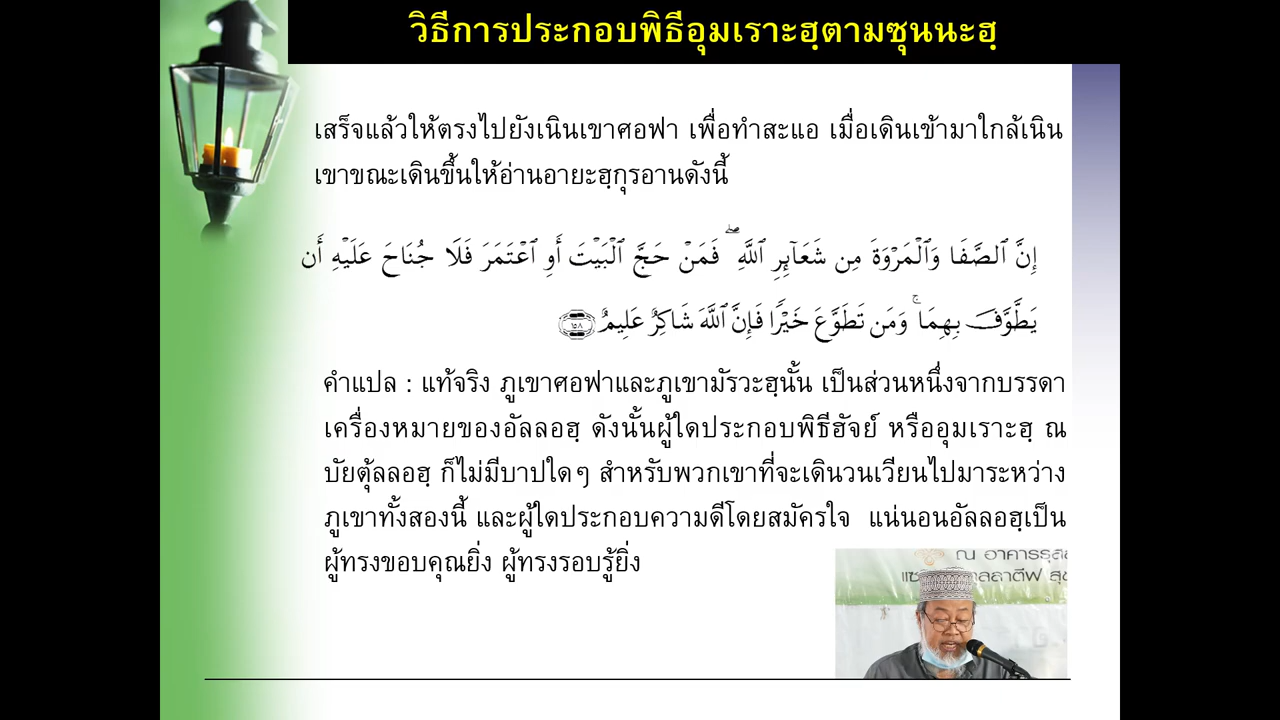 วิธีการประกอบพิธีอุมเราะฮฺตามซุนนะฮฺ
เสร็จแล้วให้ตรงไปยังเนินเขาศอฟา เพื่อทำสะแอ เมื่อเดินเข้ามาใกล้เนิน
เขาขณะเดินขึ้นให้อ่านอายะฮฺกุรอานดังนี้
إِنَّ ٱلصَّفَا وَٱلْمَرْوَةَ مِن شَعَآئِرِ ٱللَّهِ ۖ فَمَنْ حَجَّ ٱلْبَيْتَ أَوِ ٱعْتَمَرَ فَلَا جُنَاحَ عَلَيْهِ أَن
يَطَّوَّفَ بِهِمَا ۚ وَمَن تَطَوَّعَ خَيْرًا فَإِنَّ ٱللَّهَ شَاكِرٌ عَلِيمٌ ١٥٨
คำแปล : แท้จริง ภูเขาศอฟาและภูเขามัรวะฮฺนั้น เป็นส่วนหนึ่งจากบรรดา
เครื่องหมายของอัลลอฮฺ ดังนั้นผู้ใดประกอบพิธีฮัจย์ หรืออุมเราะฮฺ ณ
บัยตุ้ลลอฮฺ ก็ไม่มีบาปใดๆ สำหรับพวกเขาที่จะเดินวนเวียนไปมาระหว่าง
ภูเขาทั้งสองนี้ และผู้ใดประกอบความดีโดยสมัครใจ แน่นอนอัลลอฮฺเป็น
ผู้ทรงขอบคุณยิ่ง ผู้ทรงรอบรู้ยิ่ง
ณ อาคาร